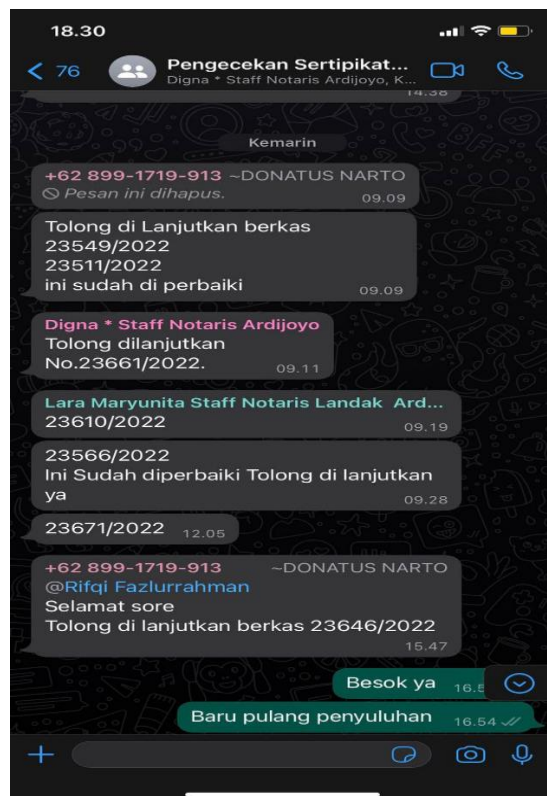 18.30
76
Pengecekan Sertipikat...
Digna * Staff Notaris Ardijoyo, K...
14.38
Kemarin
+62 899-1719-913 ~DONATUS NARTO
Pesan ini dihapus.
09.09
Tolong di Lanjutkan berkas
23549/2022
23511/2022
ini sudah di perbaiki
09.09
Digna * Staff Notaris Ardijoyo
Tolong dilanjutkan
No.23661/2022.
09.11
Lara Maryunita Staff Notaris Landak Ard...
23610/2022
09.19
23566/2022
Ini Sudah diperbaiki Tolong di lanjutkan
ya
09.28
23671/2022 12.05
+62 899-1719-913 ~DONATUS NARTO
@Rifqi Fazlurrahman
Selamat sore
Tolong di lanjutkan berkas 23646/2022
15.47
Besok ya
Baru pulang penyuluhan 16.54